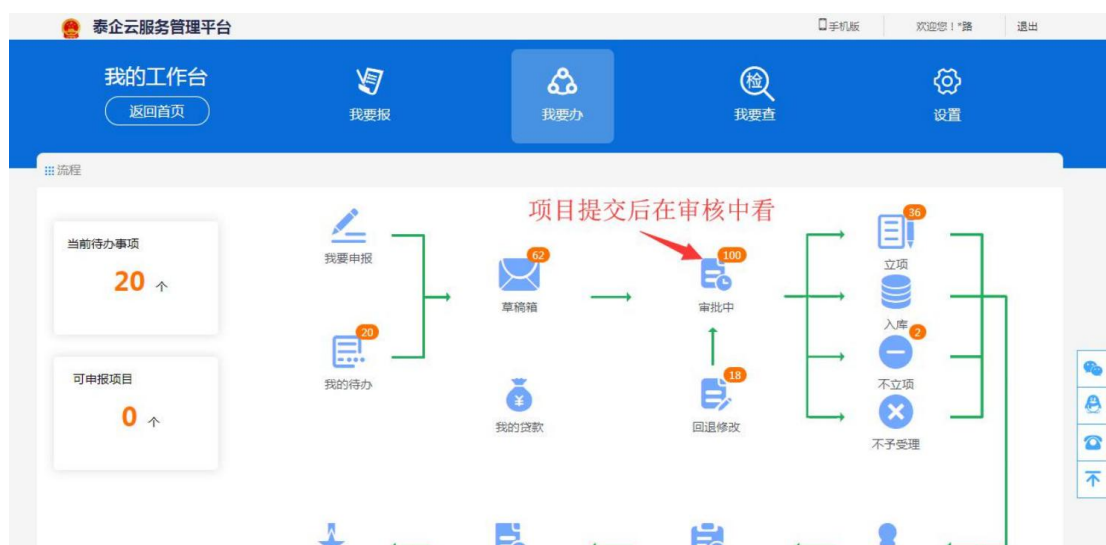 泰企云服务管理平台
手机版
欢迎您！*路
退出
我的工作台
返回首页
我要报
我要办
检
我要查
设置
流程
项目提交后在审核中看
当前待办事项
20 个
可申报项目
0 个
我要申报
20
我的待办
62
草稿箱
¥
我的贷款
100
审批中
18
回退修改
36
立项
入库
2
不立项
不予受理